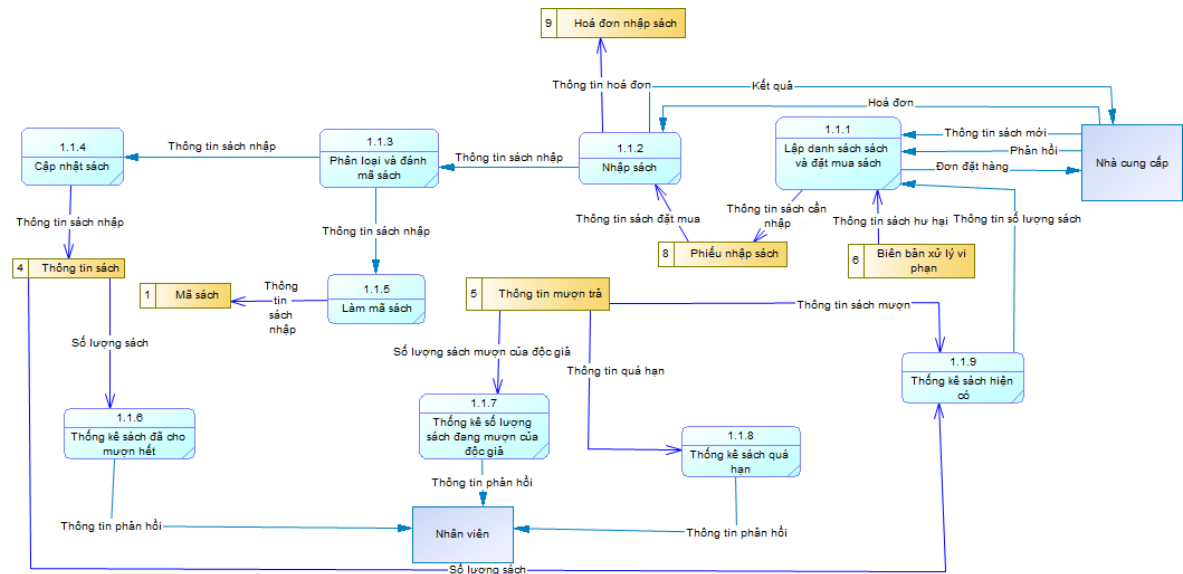 9 Hoá đơn nhập sách
Thông tin hoá đơn
Kết quả
Hoá đơn
1.1.4
Cập nhật sách
Thông tin sách nhập
1.1.3
Phân loại và đánh
mã sách
Thông tin sách nhập
1.1.2
Nhập sách
1.1.1
Lập danh sách sách
và đặt mua sách
Thông tin sách mới
Phản hồi
Đơn đặt hàng
Nhà cung cấp
Thông tin sách nhập
Thông tin sách nhập
Thông tin sách đặt mua
Thông tin sách cần
nhập
Thông tin sách hư hại
Thông tin số lượng sách
4 Thông tin sách
8 Phiếu nhập sách
6 Biên bản xử lý vi
phạn
1 Mã sách
Thông
tin
sách
nhập
1.1.5
Làm mã sách
5 Thông tin mượn trả
Thông tin sách mượn
Số lượng sách
Số lượng sách mượn của độc giả
Thông tin quá hạn
1.1.9
Thống kê sách hiện
có
1.1.6
Thống kê sách đã cho
mượn hết
1.1.7
Thống kê số lượng
sách đang mượn của
độc giả
1.1.8
Thống kê sách quá
hạn
Thông tin phản hồi
Thông tin phản hồi
Thông tin phản hồi
Nhân viên
Số lượng sách